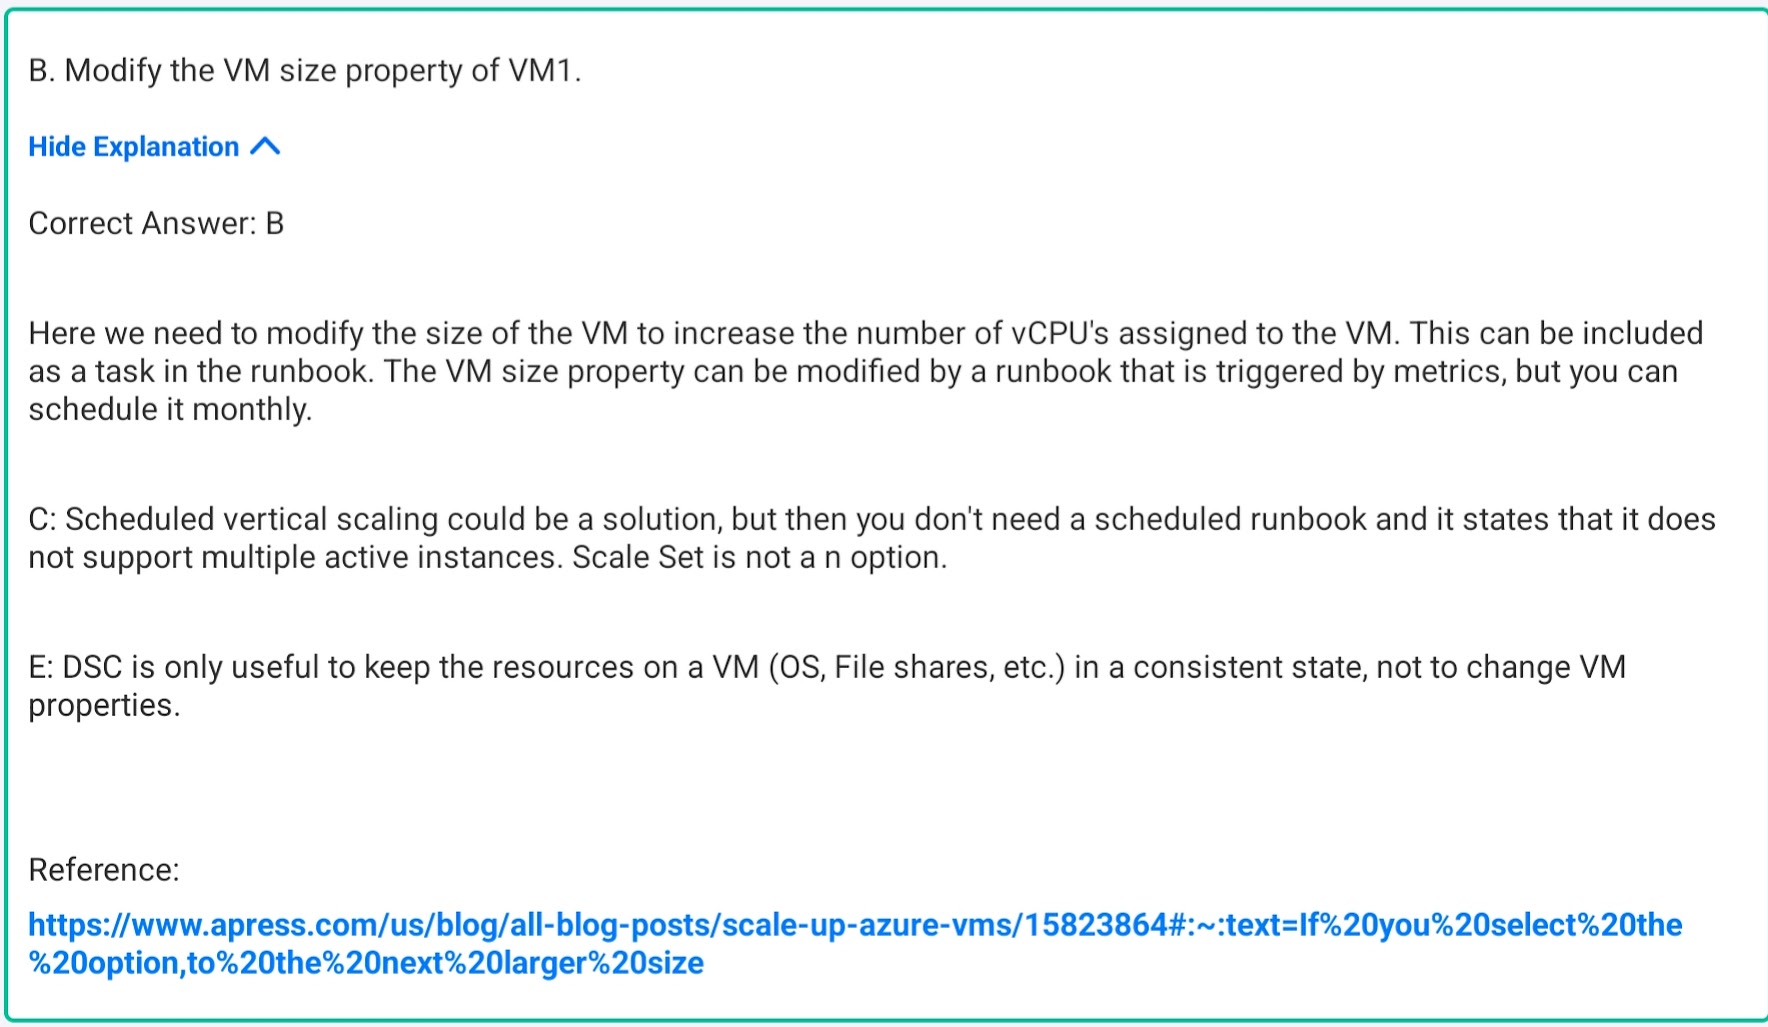 B. Modify the VM size property of VM1.
Hide Explanation
Correct Answer: B
Here we need to modify the size of the VM to increase the number of vCPU's assigned to the VM. This can be included
as a task in the runbook. The VM size property can be modified by a runbook that is triggered by metrics, but you can
schedule it monthly.
C: Scheduled vertical scaling could be a solution, but then you don't need a scheduled runbook and it states that it does
not support multiple active instances. Scale Set is not a n option.
E: DSC is only useful to keep the resources on a VM (OS, File shares, etc.) in a consistent state, not to change VM
properties.
Reference:
https://www.apress.com/us/blog/all-blog-posts/scale-up-azure-vms/15823864#:~:text=If%20you%20select%20the
%20option,to%20the%20next%20larger%20size